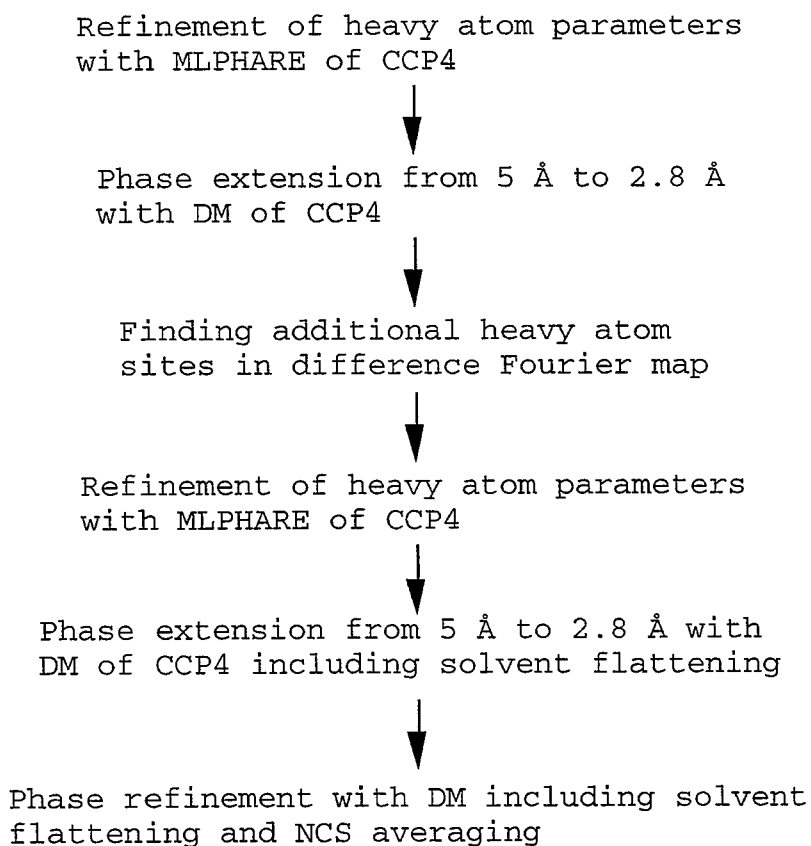 Refinement of heavy atom parameters
with MLPHARE of CCP4
Phase extension from 5 Å to 2.8 Å
with DM of CCP4
Finding additional heavy atom
sites in difference Fourier map
Refinement of heavy atom parameters
with MLPHARE of CCP4
Phase extension from 5 Å to 2.8 Å with
DM of CCP4 including solvent flattening
Phase refinement with DM including solvent
flattening and NCS averaging